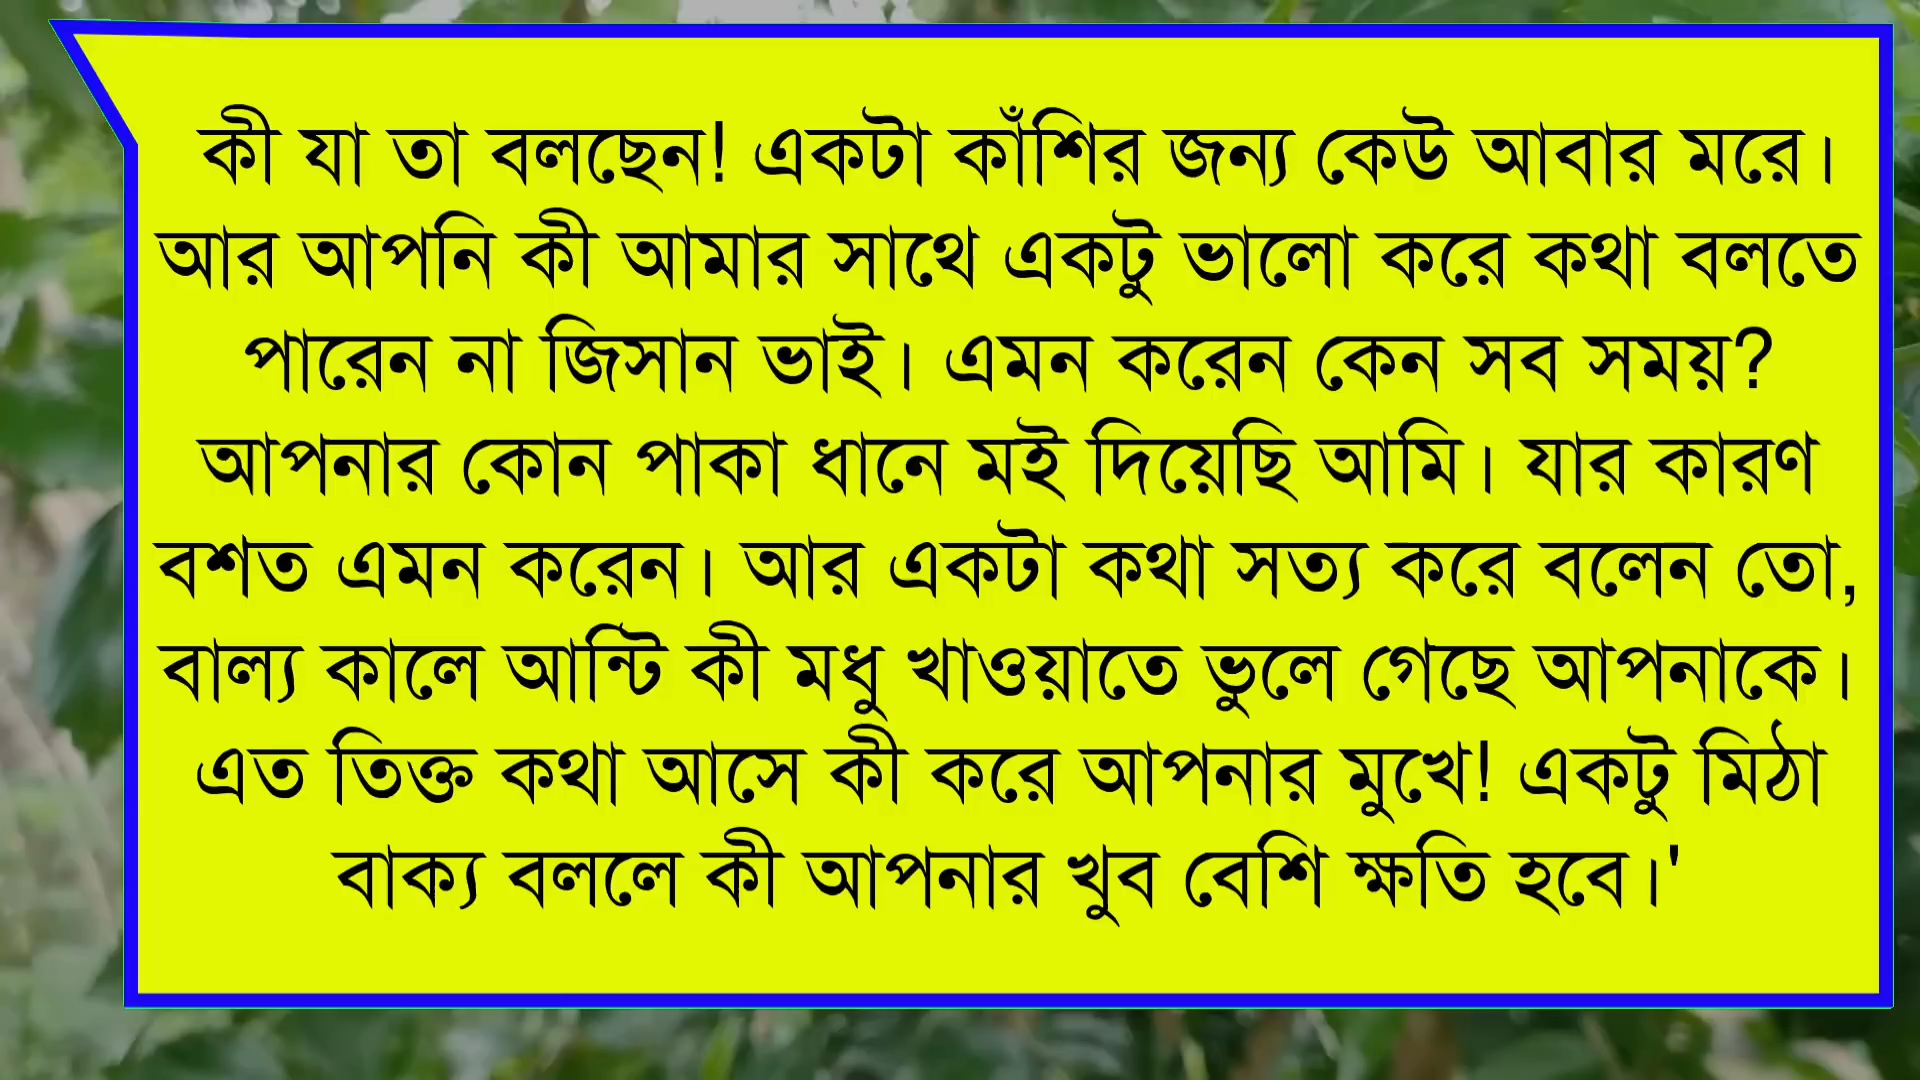 কী যা তা বলছেন! একটা কাঁশির জন্য কেউ আবার মরে।
আর আপনি কী আমার সাথে একটু ভালো করে কথা বলতে
পারেন না জিসান ভাই। এমন করেন কেন সব সময়?
আপনার কোন পাকা ধানে মই দিয়েছি আমি। যার কারণ
বশত এমন করেন। আর একটা কথা সত্য করে বলেন তো,
বাল্য কালে আন্টি কী মধু খাওয়াতে ভুলে গেছে আপনাকে।
এত তিক্ত কথা আসে কী করে আপনার মুখে! একটু মিঠা
বাক্য বললে কী আপনার খুব বেশি ক্ষতি হবে।'